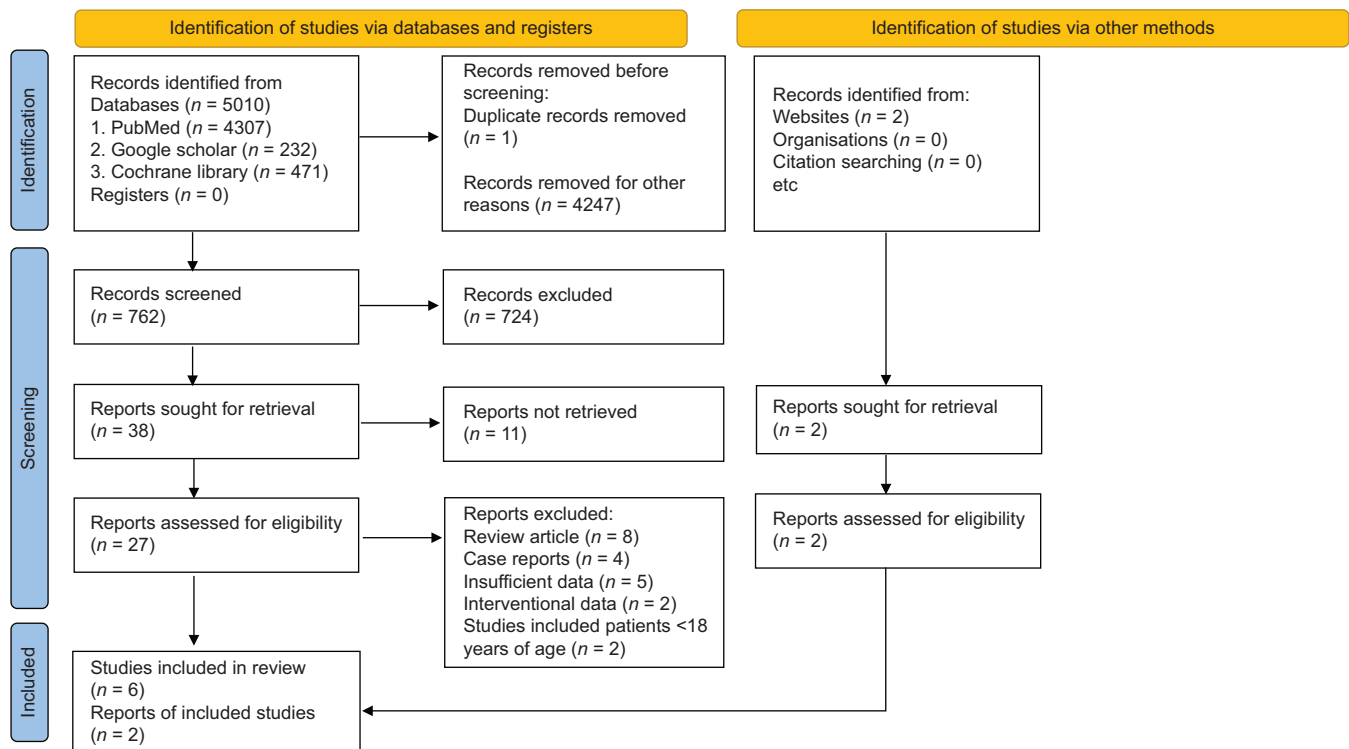 Identification of studies via databases and registers
Identification of studies via other methods
Identification
Records identified from
Databases (n = 5010)
1. PubMed (n = 4307)
2. Google scholar (n = 232)
3. Cochrane library (n = 471)
Registers (n = 0)
Records removed before
screening:
Duplicate records removed
(n = 1)
Records removed for other
reasons (n = 4247)
Records identified from:
Websites (n = 2)
Organisations (n = 0)
Citation searching (n = 0)
etc
Screening
Records screened
(n = 762)
Records excluded
(n = 724)
Reports sought for retrieval
(n = 38)
Reports not retrieved
(n = 11)
Reports sought for retrieval
(n = 2)
Reports assessed for eligibility
(n = 27)
Reports excluded:
Review article (n = 8)
Case reports (n = 4)
Insufficient data (n = 5)
Interventional data (n = 2)
Studies included patients <18
years of age (n = 2)
Reports assessed for eligibility
(n = 2)
Included
Studies included in review
(n = 6)
Reports of included studies
(n = 2)